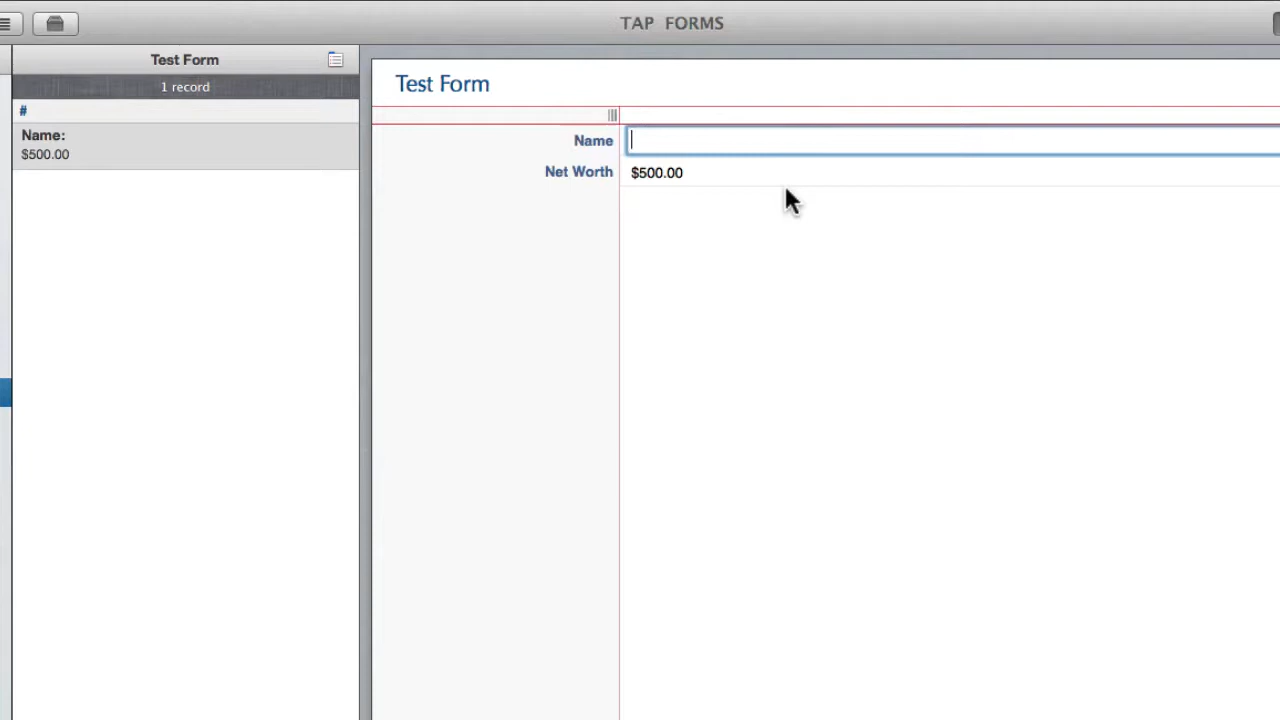 TAP FORMS
Test Form
1 record
#
Name:
$500.00
Test Form
Name
Net Worth
$500.00